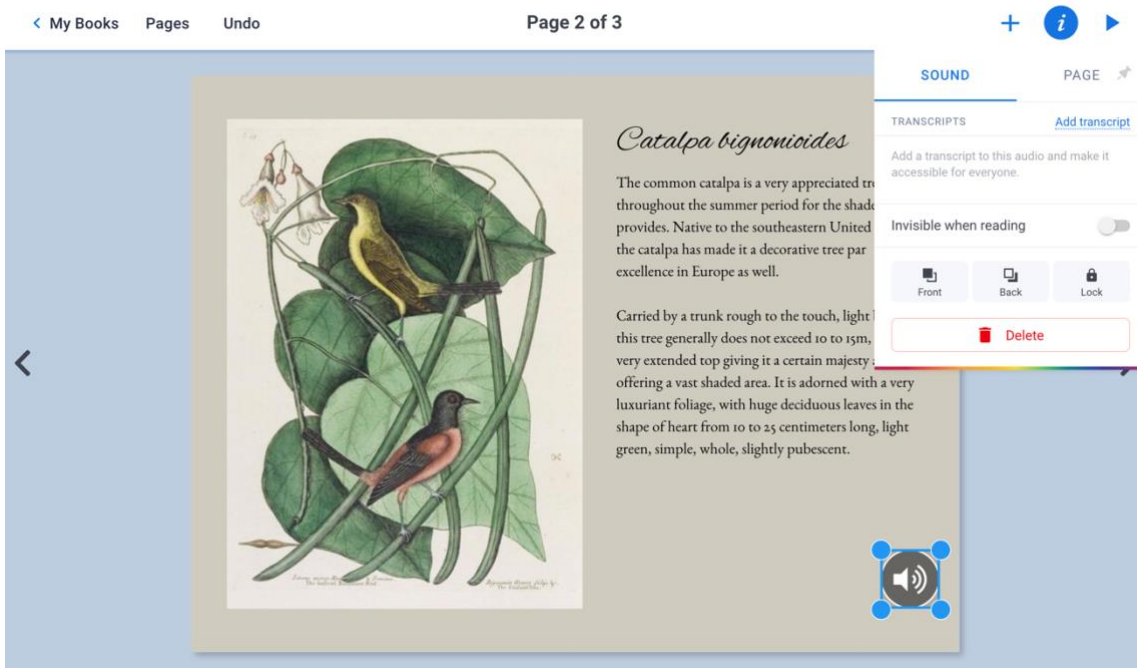 My Books Pages Undo Page 2 of 3
SOUND PAGE
TRANSCRIPTS Add transcript
Add a transcript to this audio and make it
accessible for everyone.
Invisible when reading
Front Back Lock
Delete
Catalpa bignonioides
The common catalpa is a very appreciated
throughout the summer period for the
provides. Native to the southeastern United
the catalpa has made it a decorative tree par
excellence in Europe as well.
Carried by a trunk rough to the touch, light
this tree generally does not exceed 10 to 15m,
very extended top giving it a certain majesty
offering a vast shaded area. It is adorned with a very
luxuriant foliage, with huge deciduous leaves in the
shape of heart from 10 to 25 centimeters long, light
green, simple, whole, slightly pubescent.